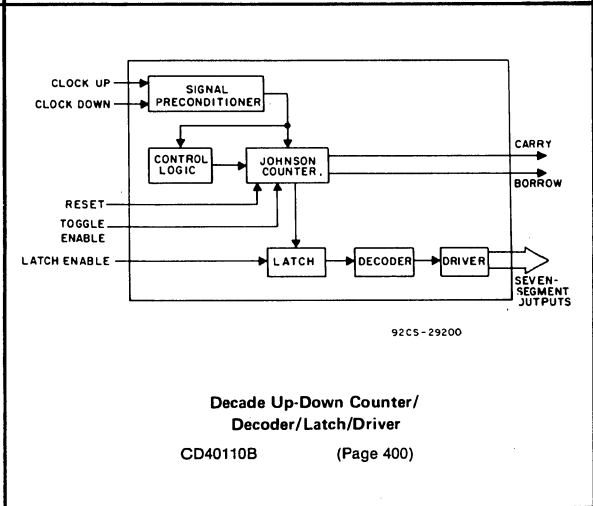 CLOCK UP
CLOCK DOWN
SIGNAL
PRECONDITIONER
CONTROL
LOGIC
JOHNSON
COUNTER.
CARRY
BORROW
RESET
TOGGLE
ENABLE
LATCH ENABLE
LATCH
DECODER
DRIVER
SEVEN-
SEGMENT
OUTPUTS
92CS-29200
Decade Up-Down Counter/
Decoder/Latch/Driver
CD40110B (Page 400)